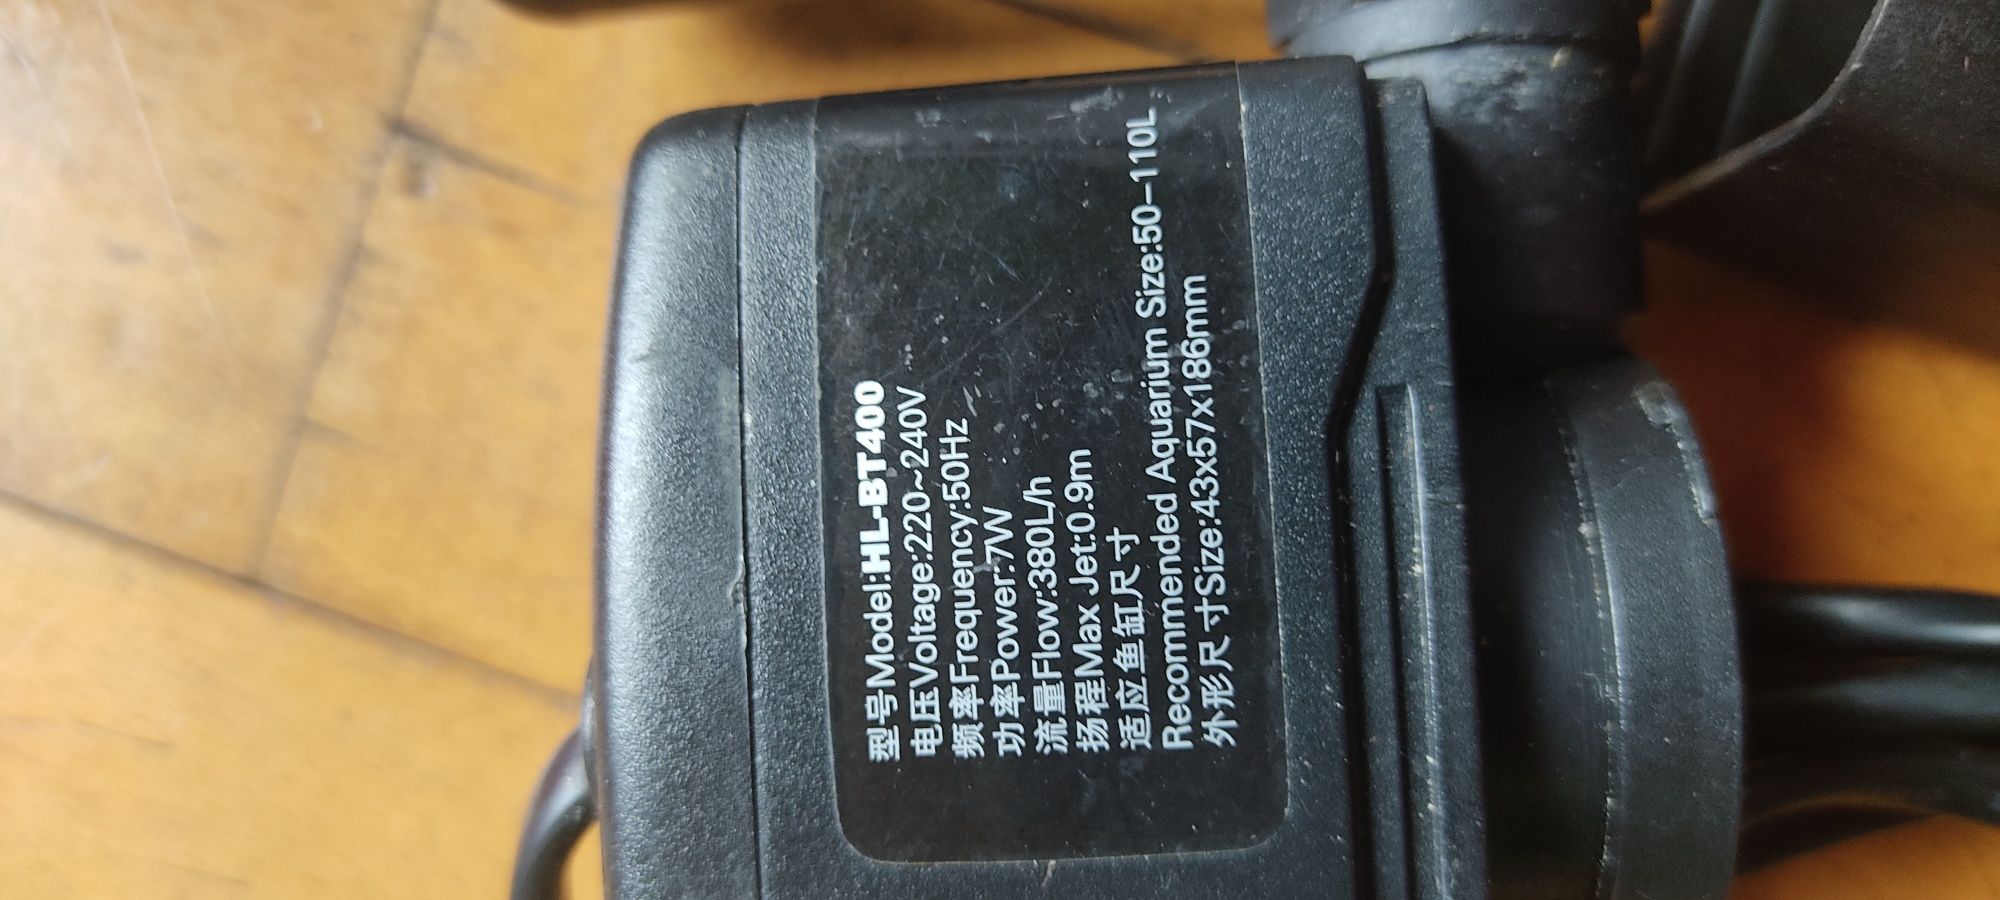 型号Model:HL-BT400
电压Voltage:220~240V
频率Frequency:50Hz
功率Power:7W
流量Flow:380L/h
扬程Max Jet:0.9m
适应鱼缸尺寸
Recommended Aquarium Size:50-110L
外形尺寸Size:43x57x186mm